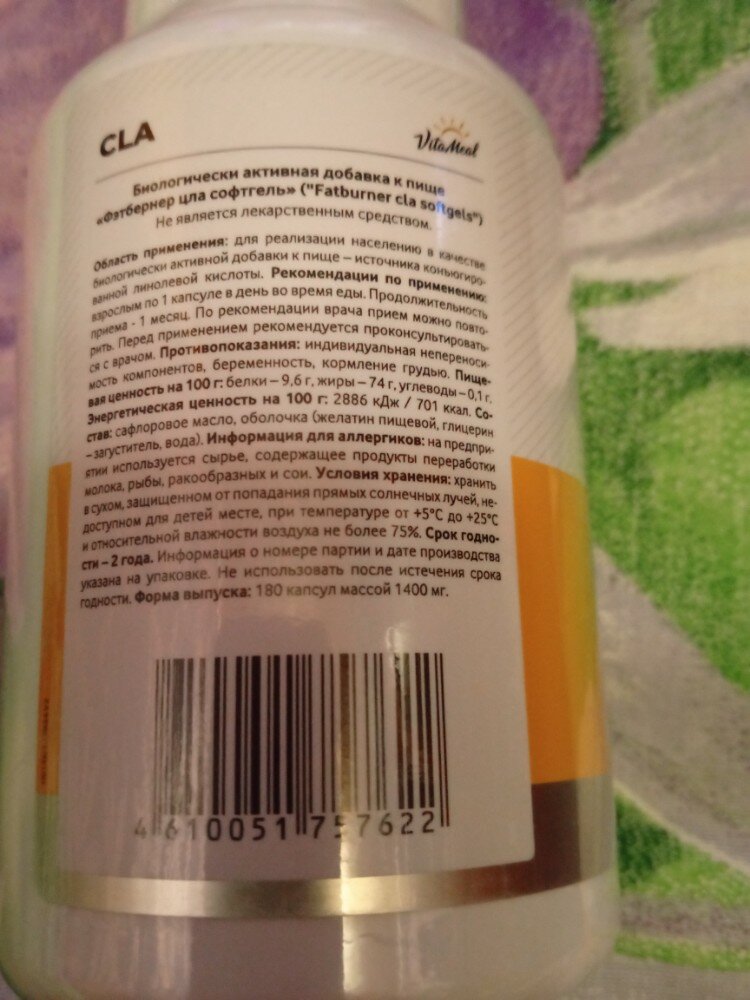 CLA
VitaMeal
Биологически активная добавка к пище
«Фэтбернер цла софтгель» ("Fatburner cla softgels")
Не является лекарственным средством.
Область применения: для реализации населению в качестве
биологически активной добавки к пище – источника конъюгиро-
ванной линолевой кислоты. Рекомендации по применению:
взрослым по 1 капсуле в день во время еды. Продолжительность
приема - 1 месяц. По рекомендации врача прием можно повто-
рить. Перед применением рекомендуется проконсультировать-
ся с врачом. Противопоказания: индивидуальная непереноси-
мость компонентов, беременность, кормление грудью. Пище-
вая ценность на 100 г: белки – 9,6 г, жиры – 74 г, углеводы – 0,1 г.
Энергетическая ценность на 100 г: 2886 кДж / 701 ккал. Со-
став: сафлоровое масло, оболочка (желатин пищевой, глицерин
– загуститель, вода). Информация для аллергиков: на предпри-
ятии используется сырье, содержащее продукты переработки
молока, рыбы, ракообразных и сои. Условия хранения: хранить
в сухом, защищенном от попадания прямых солнечных лучей, не-
доступном для детей месте, при температуре от +5°С до +25°С
и относительной влажности воздуха не более 75%. Срок годно-
сти – 2 года. Информация о номере партии и дате производства
указана на упаковке. Не использовать после истечения срока
годности. Форма выпуска: 180 капсул массой 1400 мг.
4 610051 757622